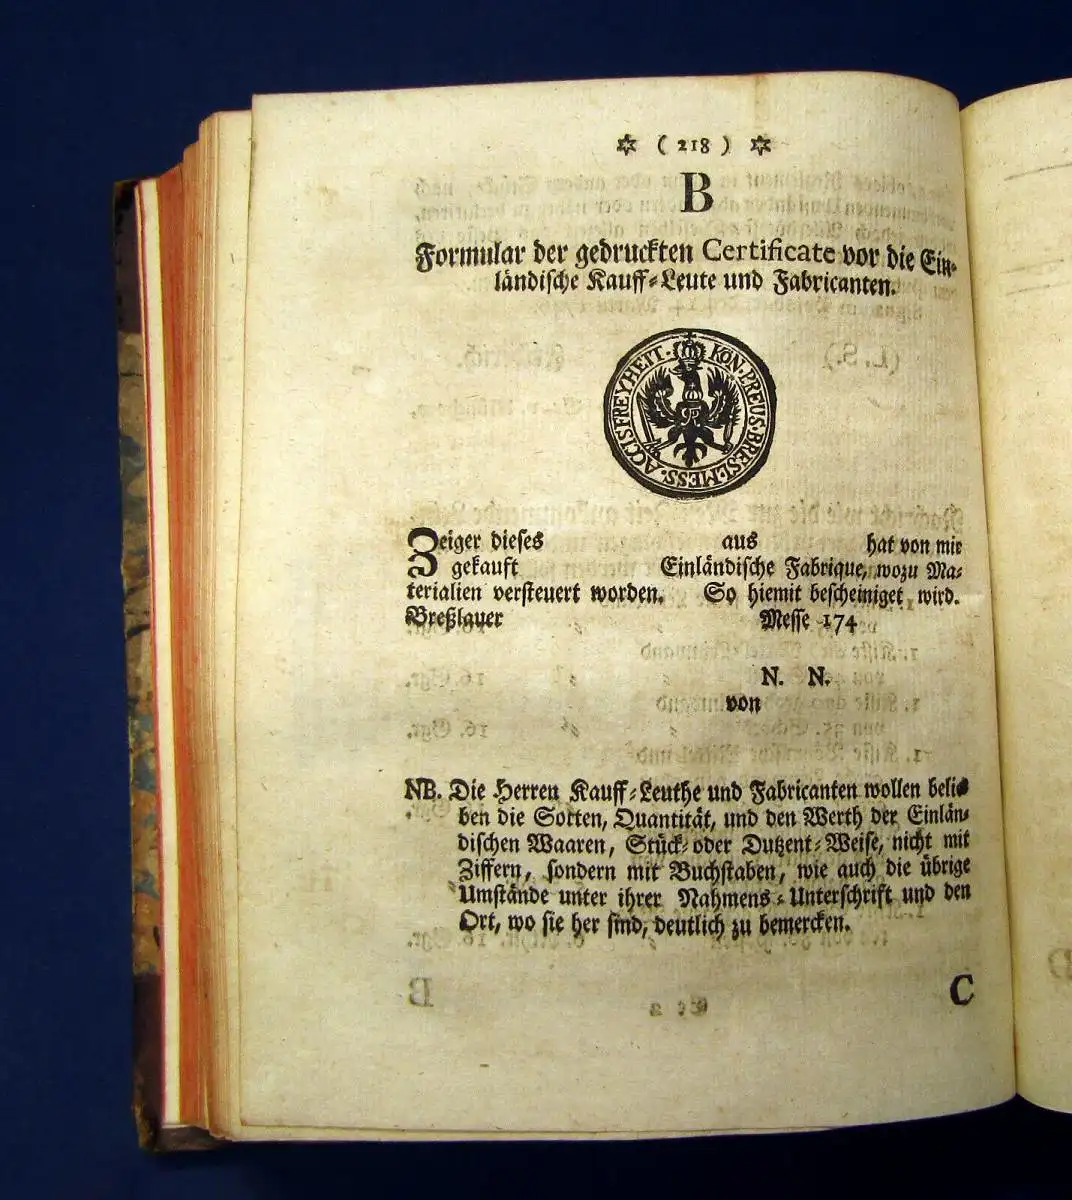 ( 218 )
B
Formular der gedruckten Certificate vor die Ein-
ländische Kauff-Leute und Fabricanten.
KÖN. PREUS. BRESL. MESS. ACCISFREYHEIT.
Zeiger dieses aus hat von mir
gekauft Einländische Fabrique, wozu Ma-
terialien versteuert worden. So hiemit bescheiniget wird.
Breßlauer Messe 174
N. N.
von
NB. Die Herren Kauff-Leuthe und Fabricanten wollen belie-
ben die Sorten, Quantität, und den Werth der Einlän-
dischen Waaren, Stück- oder Dutzent-Weise, nicht mit
Ziffern, sondern mit Buchstaben, wie auch die übrige
Umstände unter ihrer Nahmens-Unterschrift und den
Ort, wo sie her sind, deutlich zu bemercken.
C